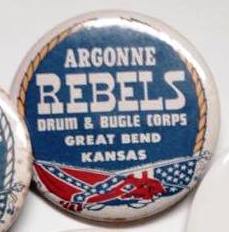 ARGONNE
REBELS
DRUM & BUGLE CORPS
GREAT BEND
KANSAS